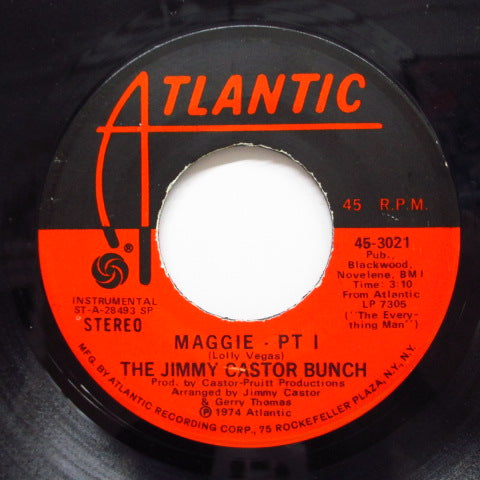 ATLANTIC
45 R.P.M.
®
45-3021
Pub.,
Blackwood,
Novelene, BMI
Time: 3:10
From Atlantic
LP 7305
("The Every-
thing Man")
INSTRUMENTAL
ST-A-28493 SP
STEREO
MAGGIE - PT I
(Lolly Vegas)
THE JIMMY CASTOR BUNCH
Prod. by Castor-Pruitt Productions
Arranged by Jimmy Castor
& Gerry Thomas
℗ 1974 Atlantic
MFG. BY ATLANTIC RECORDING CORP., 75 ROCKEFELLER PLAZA, N.Y., N.Y.